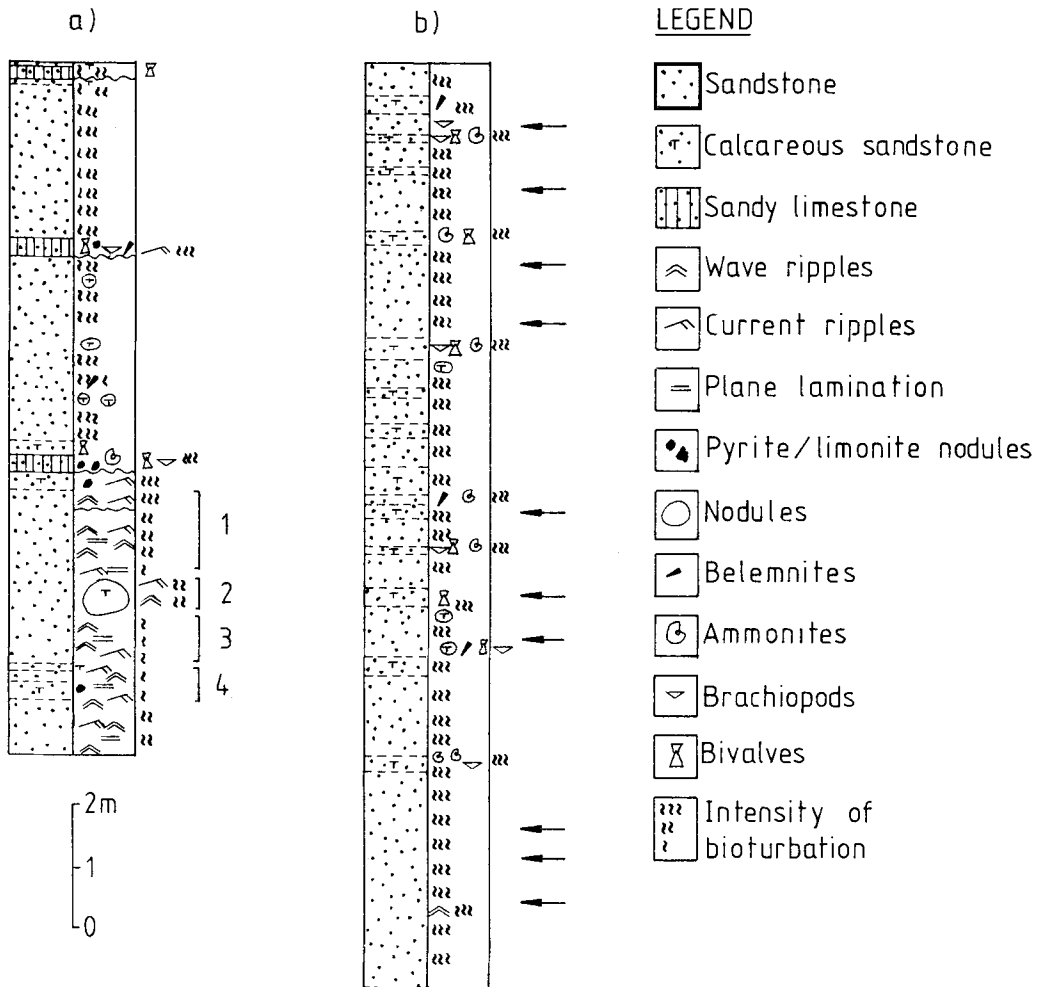 a)
1
2
3
4
2m
1
0
b)
LEGEND
Sandstone
Calcareous sandstone
Sandy limestone
Wave ripples
Current ripples
Plane lamination
Pyrite/limonite nodules
Nodules
Belemnites
Ammonites
Brachiopods
Bivalves
Intensity of
bioturbation